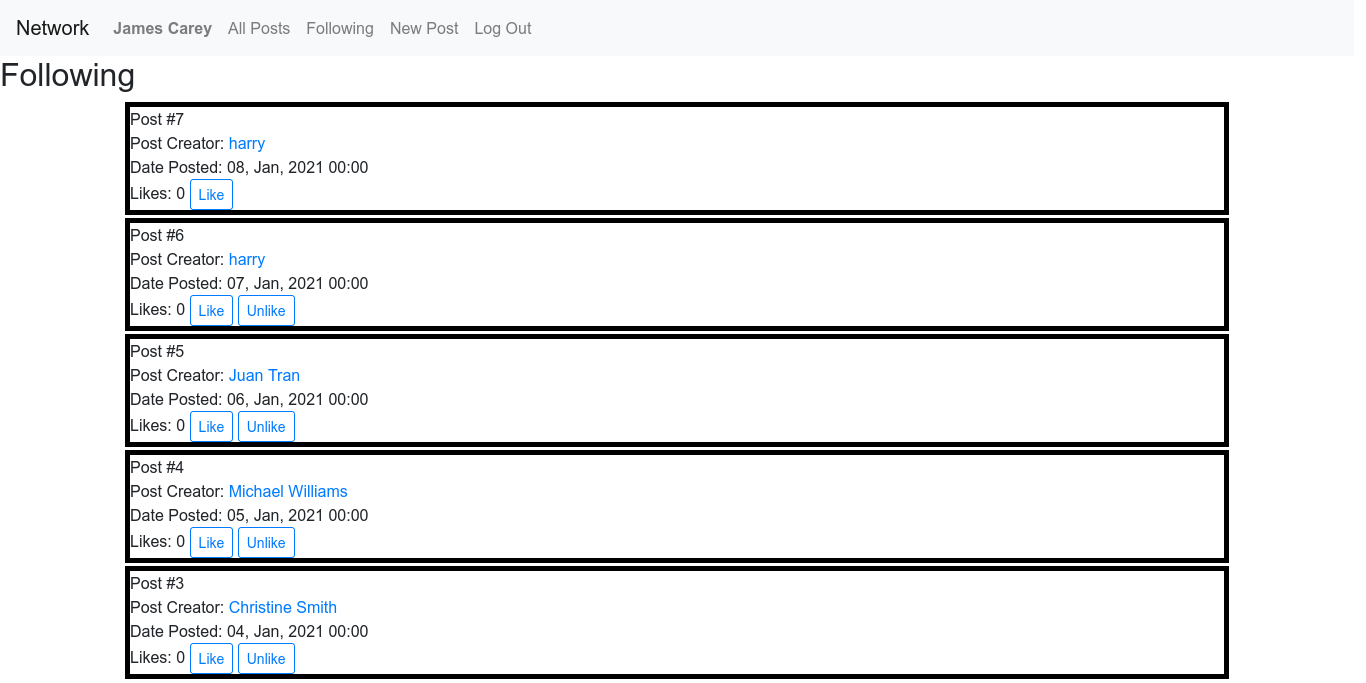 Network James Carey All Posts Following New Post Log Out
Following
Post #7
Post Creator: harry
Date Posted: 08, Jan, 2021 00:00
Likes: 0 Like
Post #6
Post Creator: harry
Date Posted: 07, Jan, 2021 00:00
Likes: 0 Like Unlike
Post #5
Post Creator: Juan Tran
Date Posted: 06, Jan, 2021 00:00
Likes: 0 Like Unlike
Post #4
Post Creator: Michael Williams
Date Posted: 05, Jan, 2021 00:00
Likes: 0 Like Unlike
Post #3
Post Creator: Christine Smith
Date Posted: 04, Jan, 2021 00:00
Likes: 0 Like Unlike